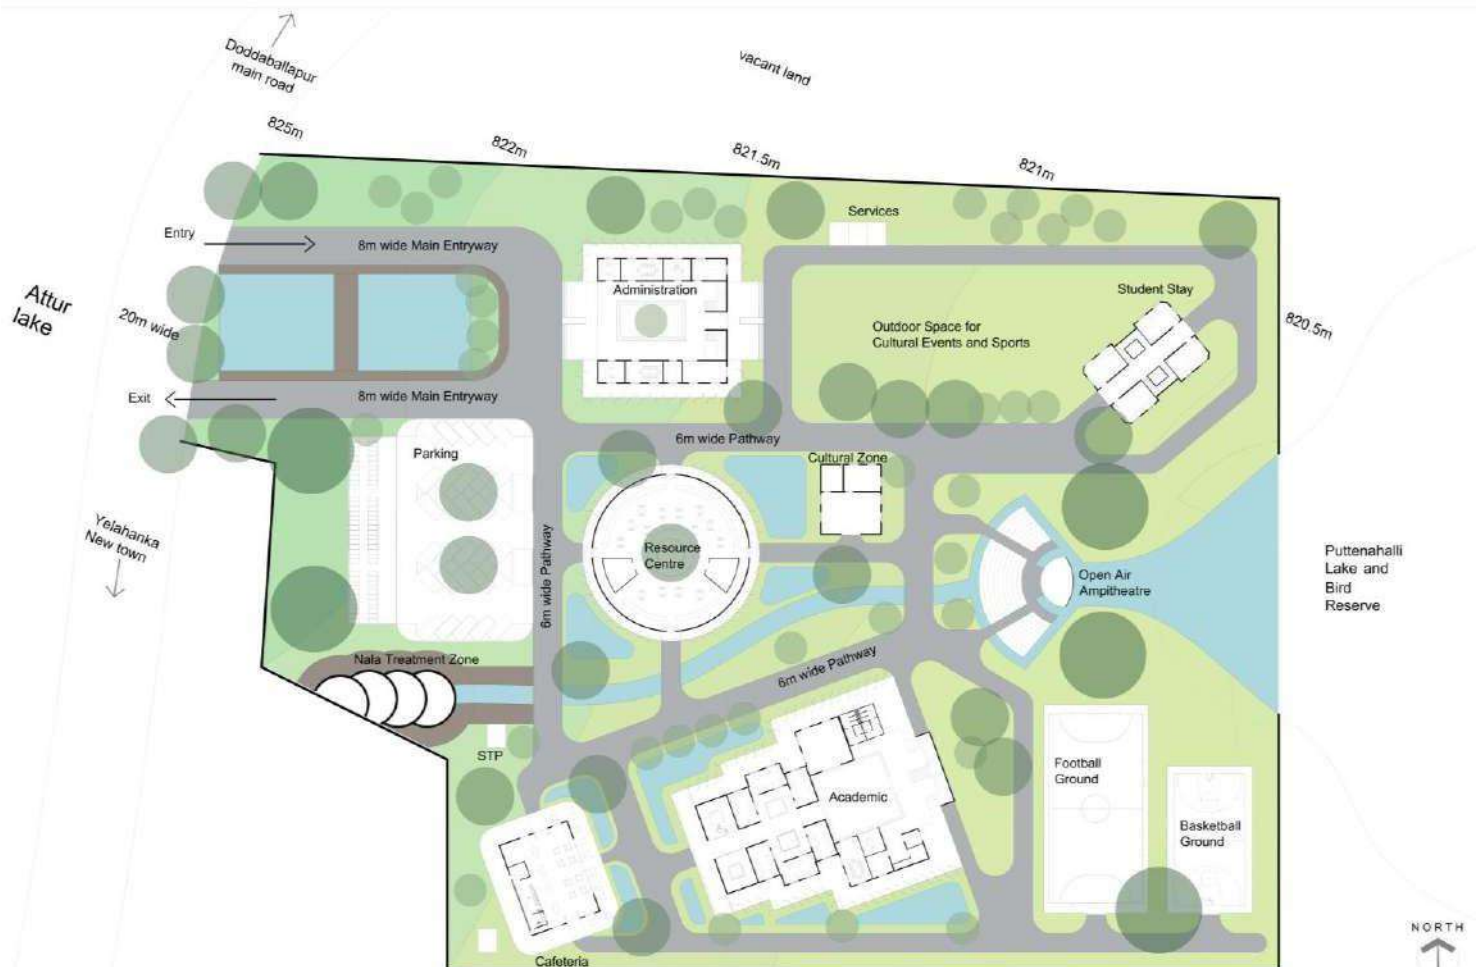 Doddaballapur
main road
vacant land
825m
822m
821.5m
821m
820.5m
Services
Entry
8m wide Main Entryway
Attur
lake
20m wide
Administration
Student Stay
Outdoor Space for
Cultural Events and Sports
Exit
8m wide Main Entryway
Parking
6m wide Pathway
Cultural Zone
Yelahanka
New town
6m wide Pathway
Resource
Centre
Open Air
Ampitheatre
Puttenahalli
Lake and
Bird
Reserve
Nala Treatment Zone
6m wide Pathway
STP
Academic
Football
Ground
Basketball
Ground
Cafeteria
NORTH